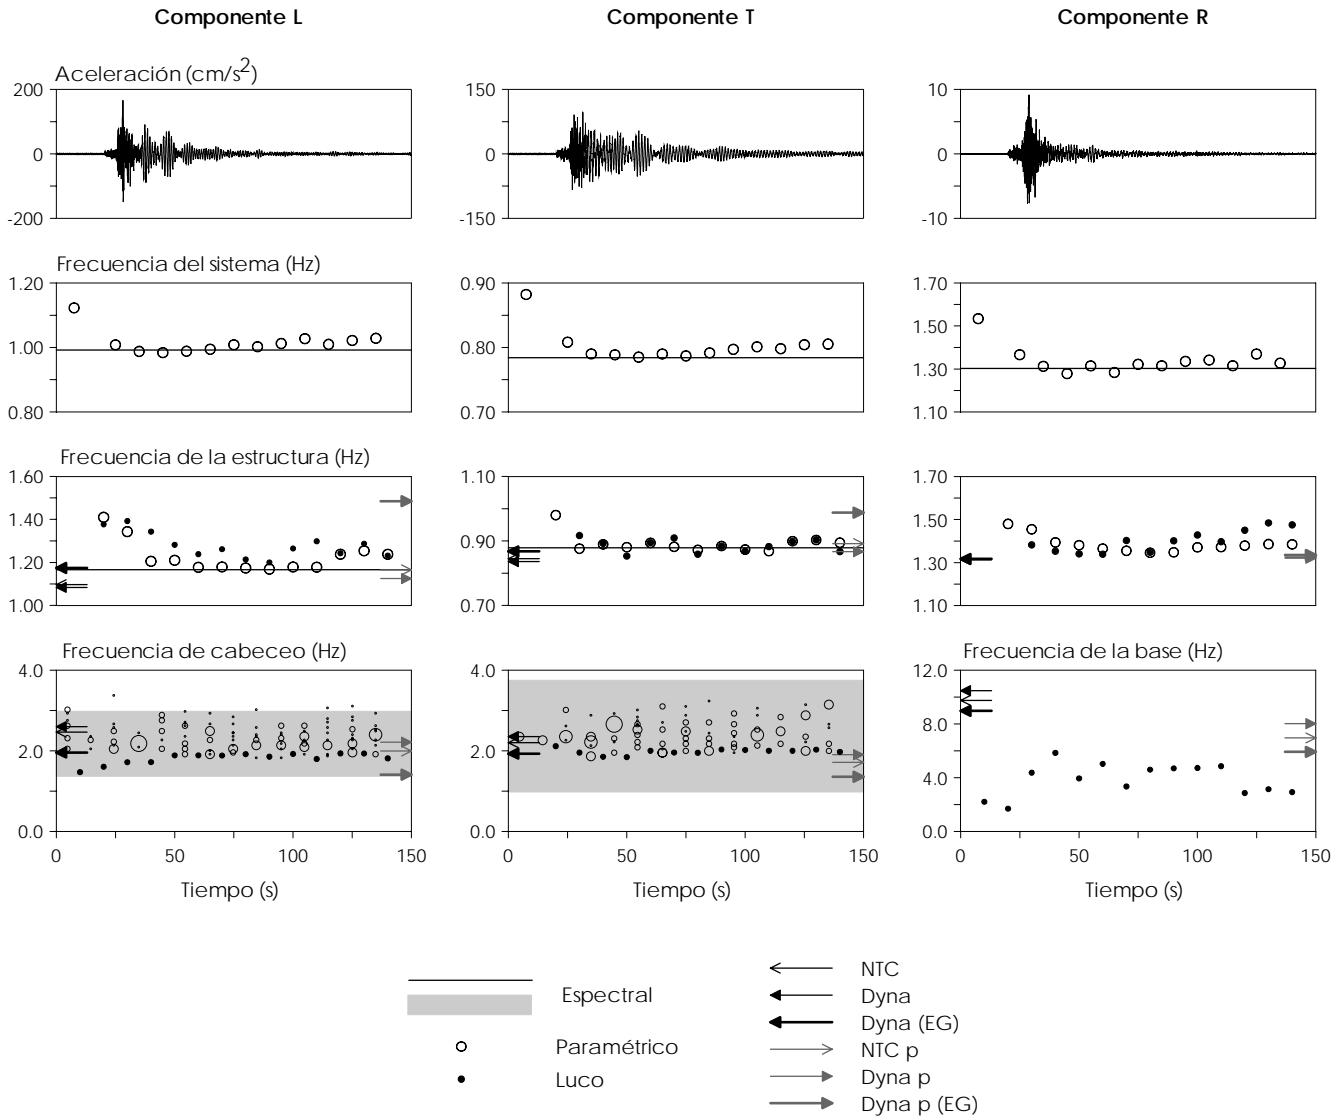 Componente L
Componente T
Componente R
Aceleración (cm/s2)
200
0
-200
150
0
-150
10
0
-10
Frecuencia del sistema (Hz)
1.20
1.00
0.80
0.90
0.80
0.70
1.70
1.50
1.30
1.10
Frecuencia de la estructura (Hz)
1.60
1.40
1.20
1.00
1.10
0.90
0.70
1.70
1.50
1.30
1.10
Frecuencia de cabeceo (Hz)
Frecuencia de la base (Hz)
4.0
2.0
0.0
4.0
2.0
0.0
12.0
8.0
4.0
0.0
0 50 100 150
0 50 100 150
0 50 100 150
Tiempo (s)
Tiempo (s)
Tiempo (s)
Espectral
Paramétrico
Luco
NTC
Dyna
Dyna (EG)
NTC p
Dyna p
Dyna p (EG)